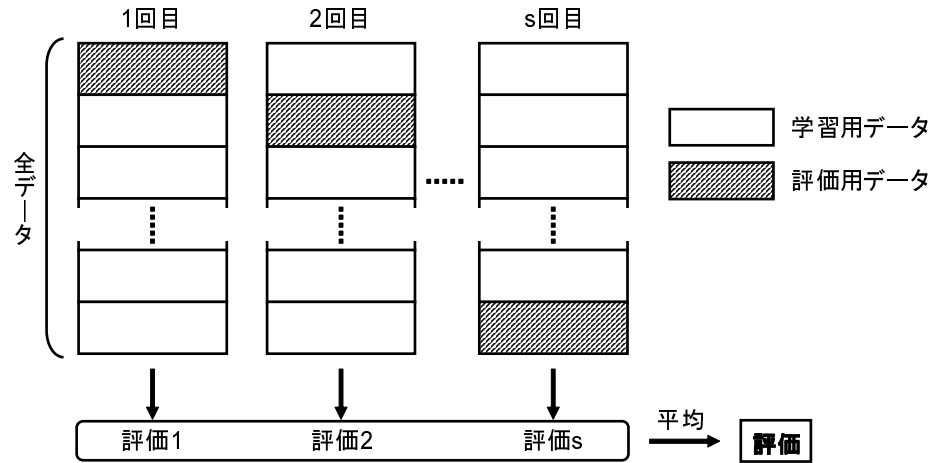 1回目
2回目
s回目
全データ
学習用データ
評価用データ
評価1
評価2
評価s
平均
評価